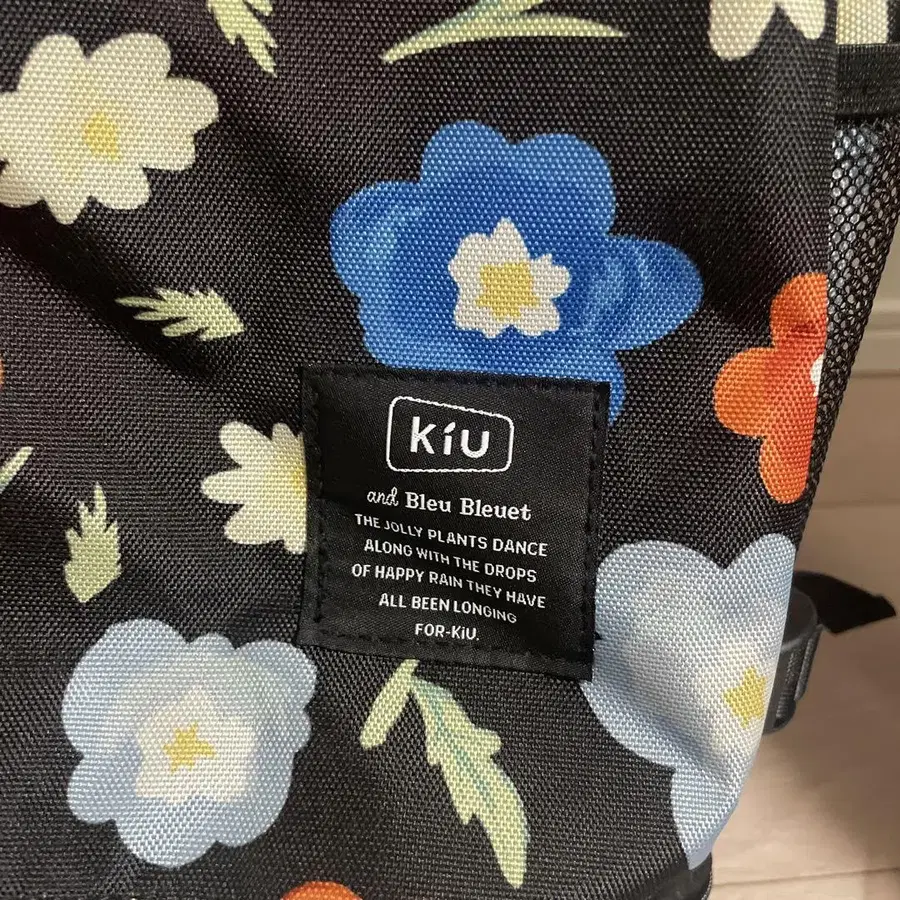 kíU
and Bleu Bleuet
THE JOLLY PLANTS DANCE
ALONG WITH THE DROPS
OF HAPPY RAIN THEY HAVE
ALL BEEN LONGING
FOR-KiU.